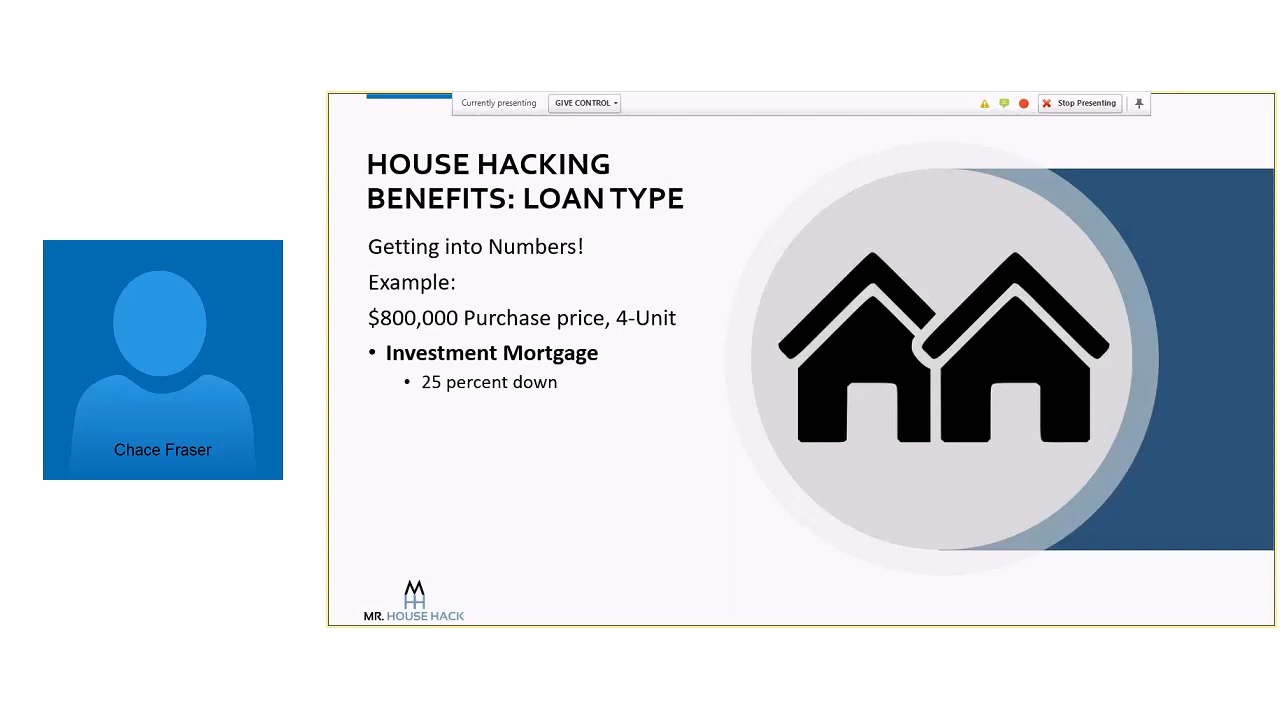 Currently presenting GIVE CONTROL Stop Presenting
HOUSE HACKING
BENEFITS: LOAN TYPE
Getting into Numbers!
Example:
$800,000 Purchase price, 4-Unit
• Investment Mortgage
• 25 percent down
Chace Fraser
MR. HOUSE HACK